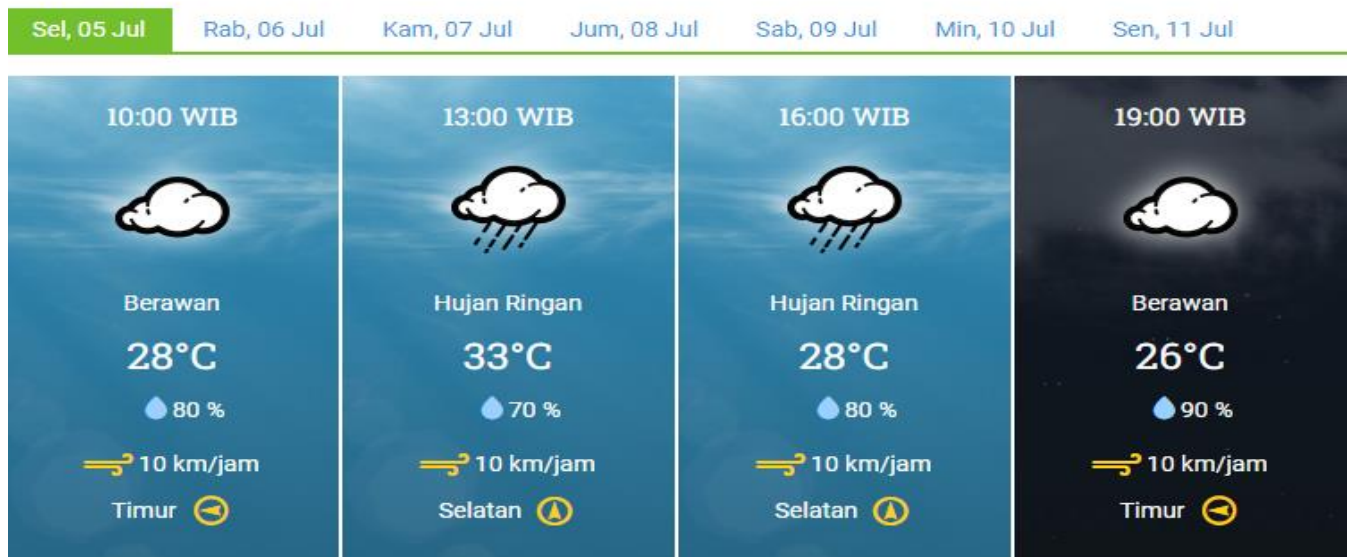 Sel, 05 Jul Rab, 06 Jul Kam, 07 Jul Jum, 08 Jul Sab, 09 Jul Min, 10 Jul Sen, 11 Jul
10:00 WIB
Berawan
28°C
80 %
10 km/jam
Timur
13:00 WIB
Hujan Ringan
33°C
70 %
10 km/jam
Selatan
16:00 WIB
Hujan Ringan
28°C
80 %
10 km/jam
Selatan
19:00 WIB
Berawan
26°C
90 %
10 km/jam
Timur